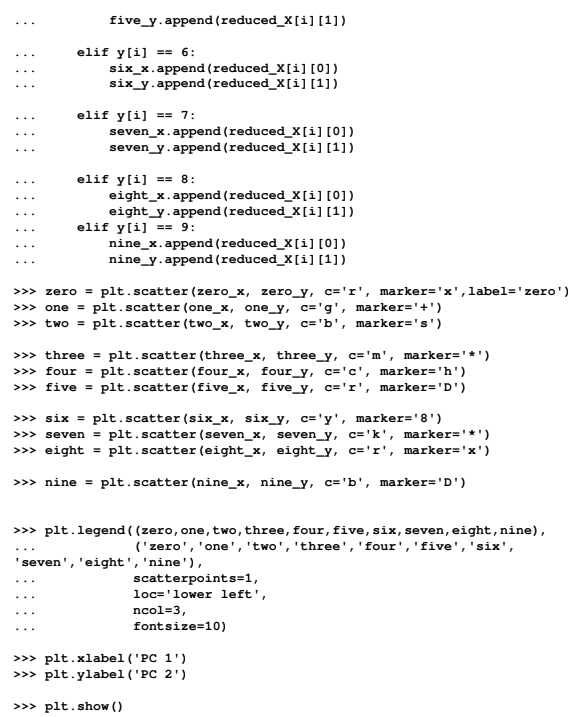 ...         five_y.append(reduced_X[i][1])
...     elif y[i] == 6:
...         six_x.append(reduced_X[i][0])
...         six_y.append(reduced_X[i][1])
...     elif y[i] == 7:
...         seven_x.append(reduced_X[i][0])
...         seven_y.append(reduced_X[i][1])
...     elif y[i] == 8:
...         eight_x.append(reduced_X[i][0])
...         eight_y.append(reduced_X[i][1])
...     elif y[i] == 9:
...         nine_x.append(reduced_X[i][0])
...         nine_y.append(reduced_X[i][1])
>>> zero = plt.scatter(zero_x, zero_y, c='r', marker='x',label='zero')
>>> one = plt.scatter(one_x, one_y, c='g', marker='+')
>>> two = plt.scatter(two_x, two_y, c='b', marker='s')
>>> three = plt.scatter(three_x, three_y, c='m', marker='*')
>>> four = plt.scatter(four_x, four_y, c='c', marker='h')
>>> five = plt.scatter(five_x, five_y, c='r', marker='D')
>>> six = plt.scatter(six_x, six_y, c='y', marker='8')
>>> seven = plt.scatter(seven_x, seven_y, c='k', marker='*')
>>> eight = plt.scatter(eight_x, eight_y, c='r', marker='x')
>>> nine = plt.scatter(nine_x, nine_y, c='b', marker='D')
>>> plt.legend((zero,one,two,three,four,five,six,seven,eight,nine),
...            ('zero','one','two','three','four','five','six',
'seven','eight','nine'),
...            scatterpoints=1,
...            loc='lower left',
...            ncol=3,
...            fontsize=10)
>>> plt.xlabel('PC 1')
>>> plt.ylabel('PC 2')
>>> plt.show()